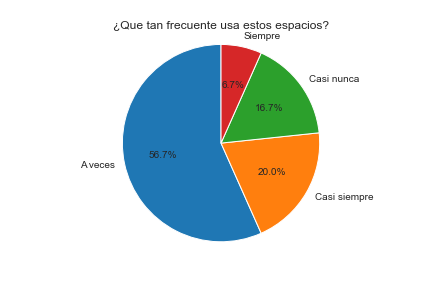 ¿Que tan frecuente usa estos espacios?
Siempre
Casi nunca
6.7%
16.7%
56.7%
A veces
20.0%
Casi siempre